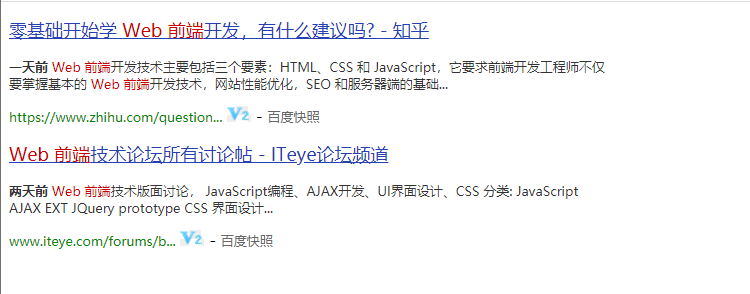 零基础开始学 Web 前端开发，有什么建议吗? - 知乎
一天前 Web 前端开发技术主要包括三个要素：HTML、CSS 和 JavaScript，它要求前端开发工程师不仅
要掌握基本的 Web 前端开发技术，网站性能优化，SEO 和服务器端的基础...
https://www.zhihu.com/question... V2 - 百度快照
Web 前端技术论坛所有讨论帖 - ITeye论坛频道
两天前 Web 前端技术版面讨论， JavaScript编程、AJAX开发、UI界面设计、CSS 分类: JavaScript
AJAX EXT JQuery prototype CSS 界面设计...
www.iteye.com/forums/b... V2 - 百度快照